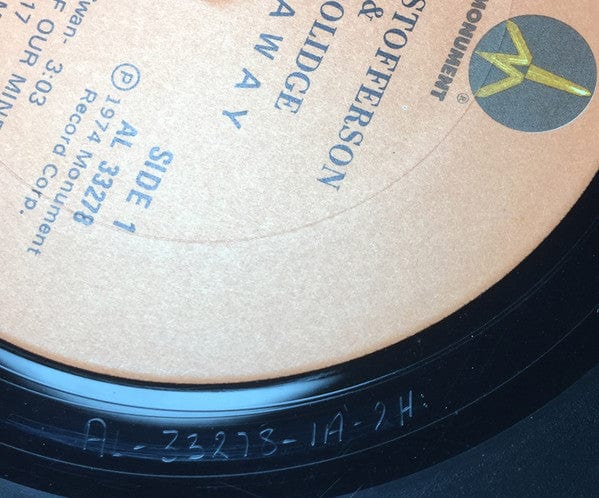 MONUMENT®
STOFFERSON
&
OLIDGE
AWAY
SIDE 1
AL 33278
Ⓟ 1974 Monument
Record Corp.
wan- 3:03
F OUR MIN
17
AL-33278-1A-2H: